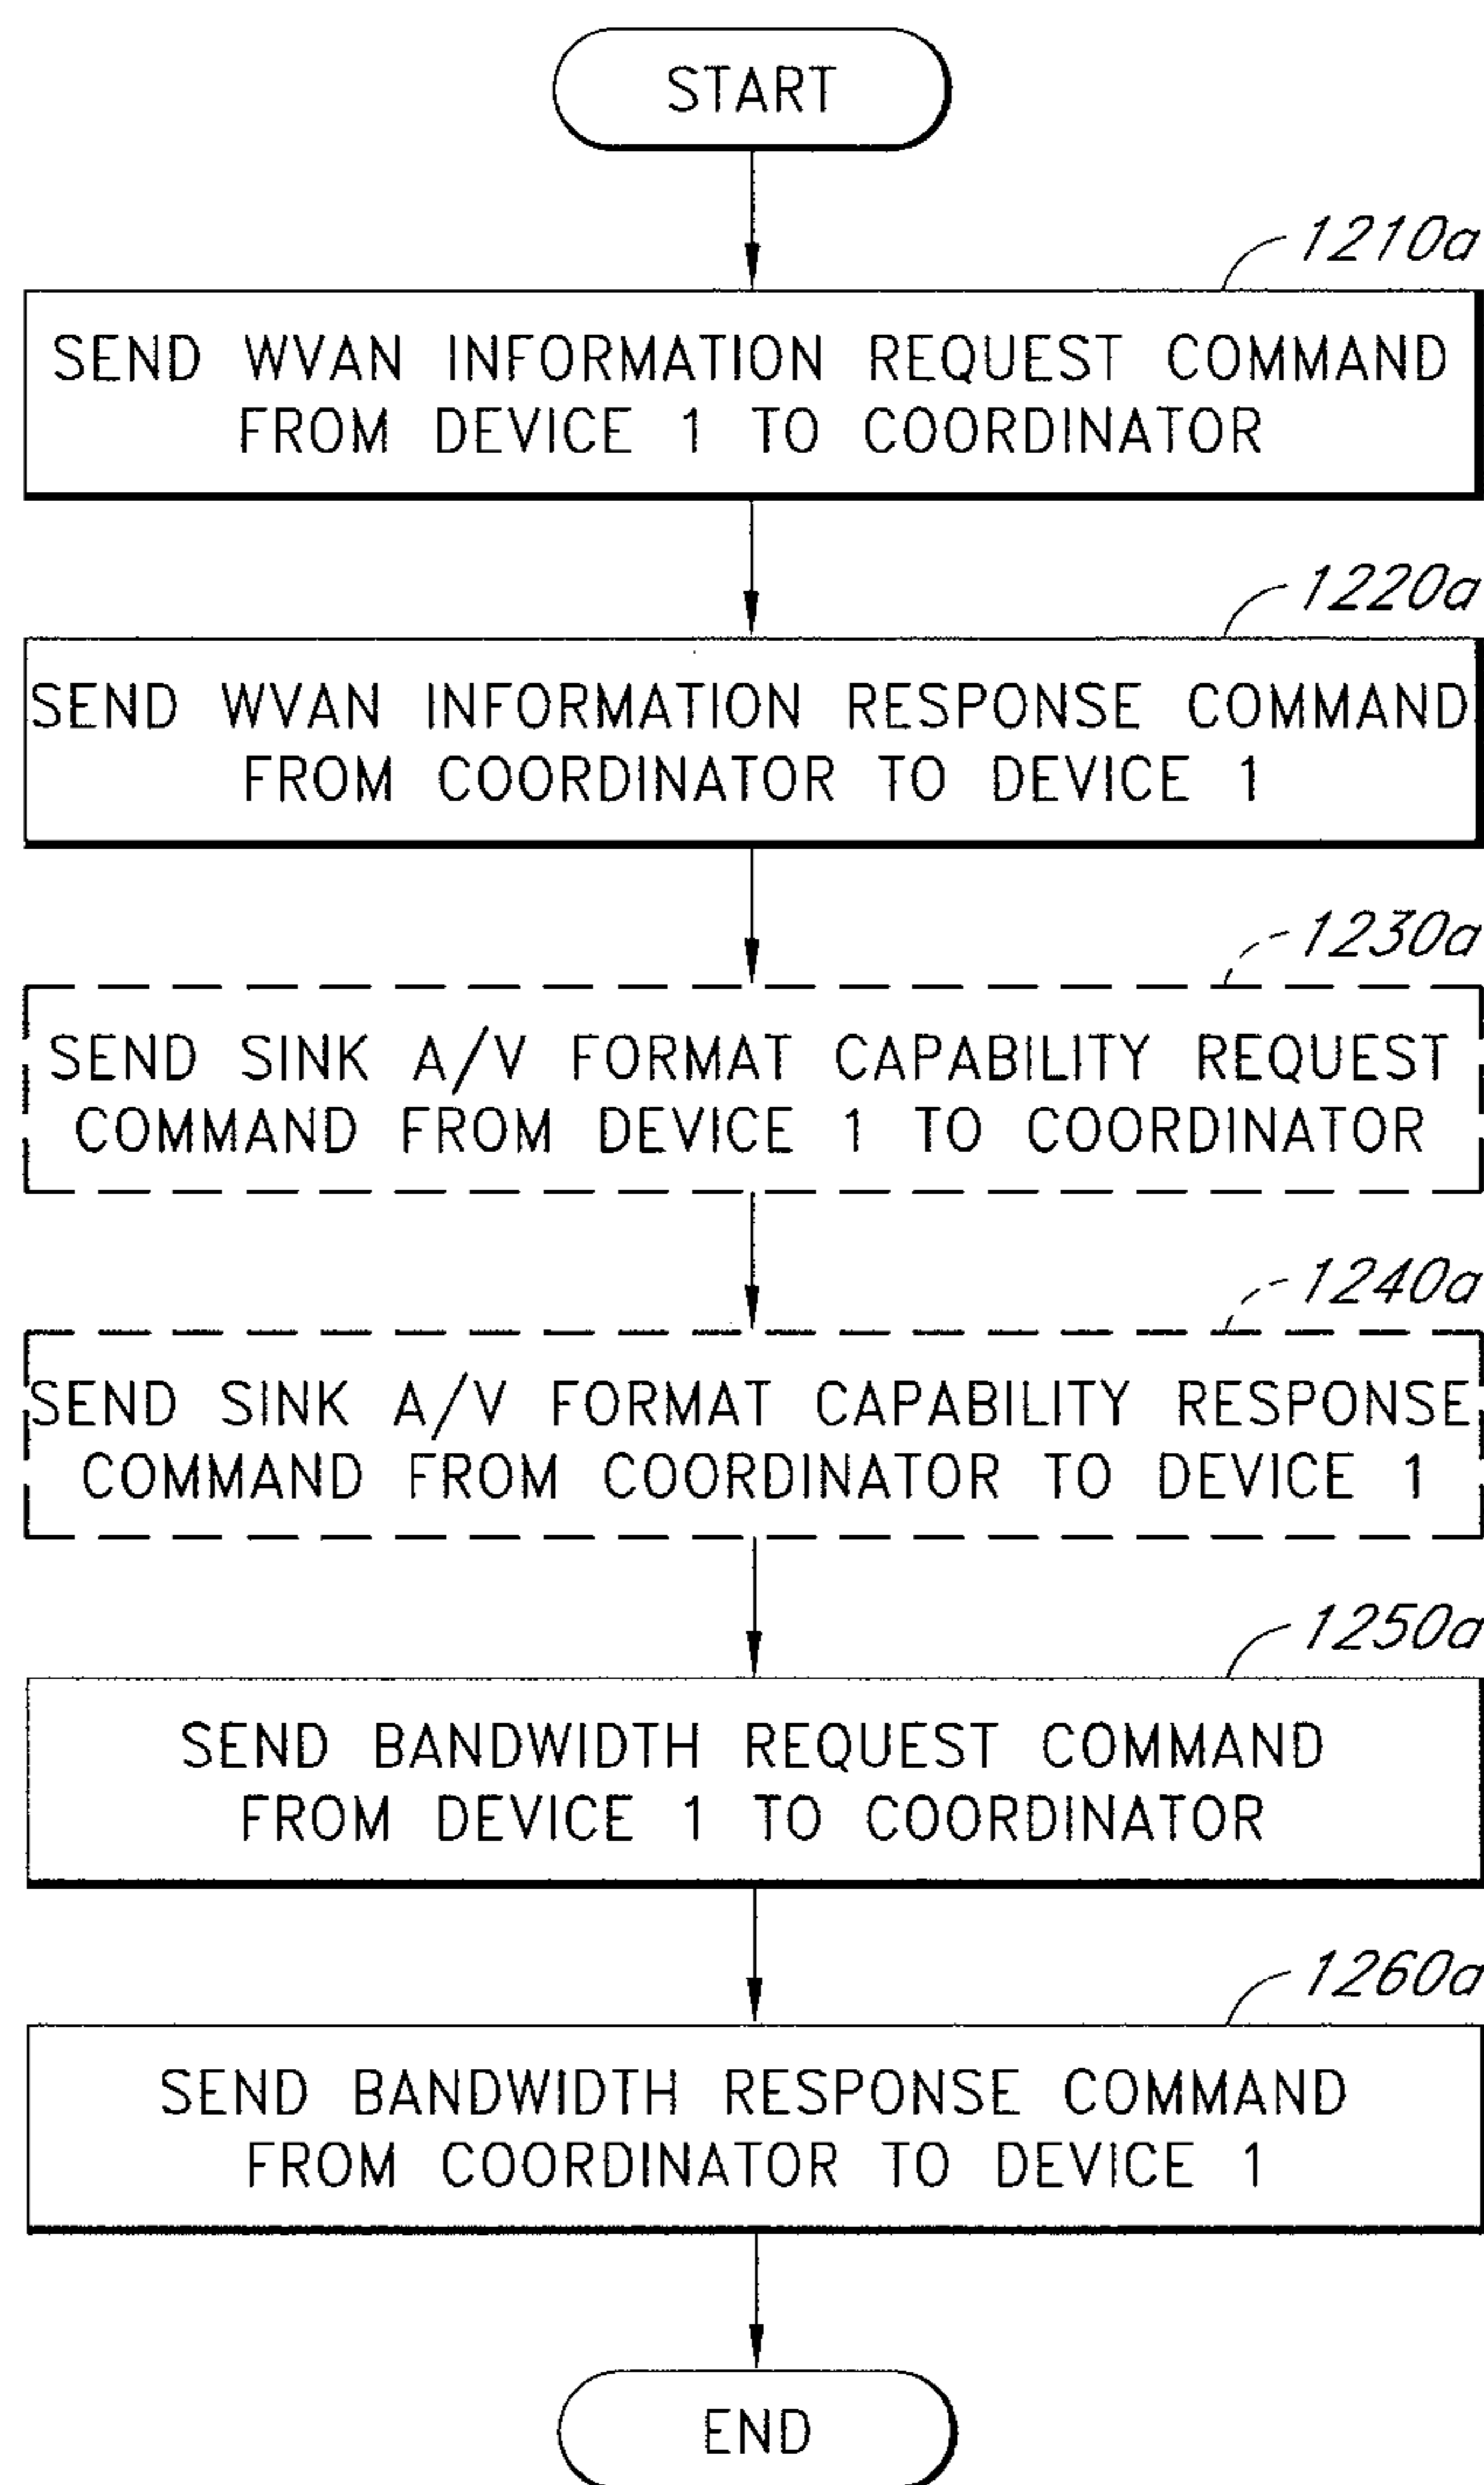 START
1210a
SEND WVAN INFORMATION REQUEST COMMAND
FROM DEVICE 1 TO COORDINATOR
1220a
SEND WVAN INFORMATION RESPONSE COMMAND
FROM COORDINATOR TO DEVICE 1
1230a
SEND SINK A/V FORMAT CAPABILITY REQUEST
COMMAND FROM DEVICE 1 TO COORDINATOR
1240a
SEND SINK A/V FORMAT CAPABILITY RESPONSE
COMMAND FROM COORDINATOR TO DEVICE 1
1250a
SEND BANDWIDTH REQUEST COMMAND
FROM DEVICE 1 TO COORDINATOR
1260a
SEND BANDWIDTH RESPONSE COMMAND
FROM COORDINATOR TO DEVICE 1
END